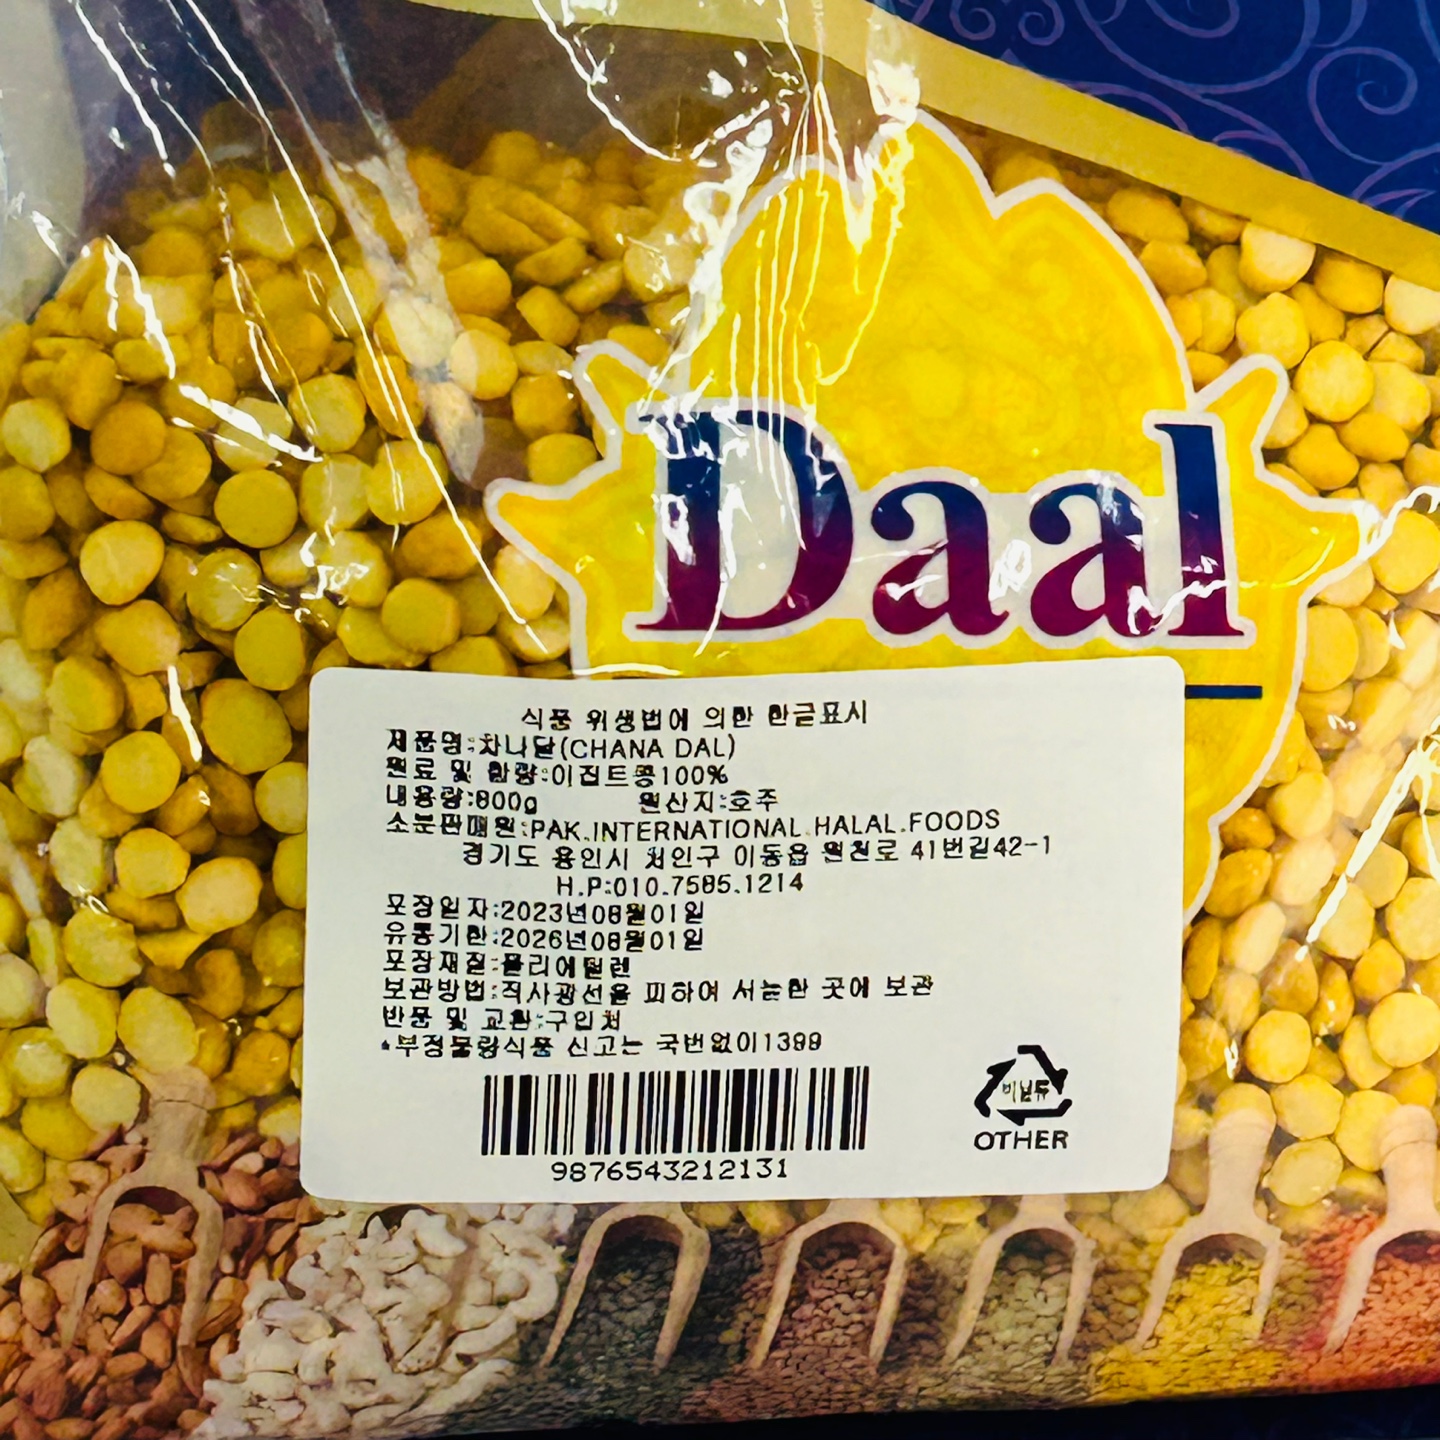 Daal
식품 위생법에 의한 한글표시
제품명:차나달(CHANA DAL)
원료 및 함량:이집트콩100%
내용량:800g 원산지:호주
소분판매원:PAK.INTERNATIONAL.HALAL.FOODS
경기도 용인시 처인구 이동읍 원천로 41번길42-1
H.P:010.7585.1214
포장일자:2023년08월01일
유통기한:2026년08월01일
포장재질:폴리에틸렌
보관방법:직사광선을 피하여 서늘한 곳에 보관
반품 및 교환:구입처
*부정불량식품 신고는 국번없이1399
9876543212131
비닐류
OTHER